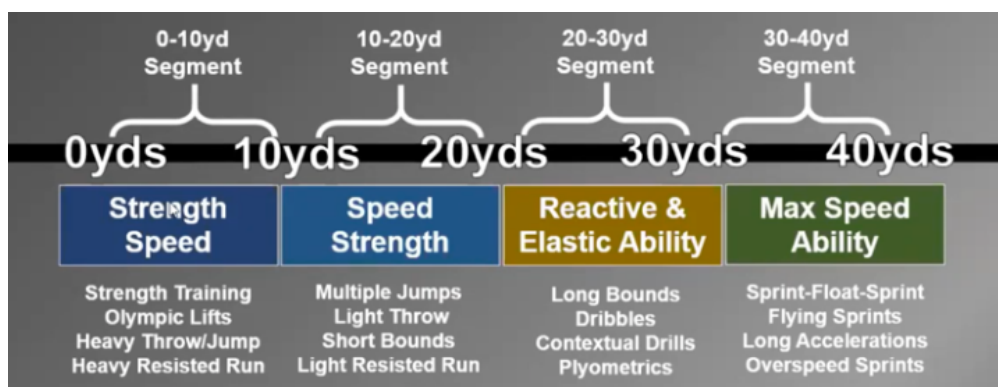 0-10yd
Segment
10-20yd
Segment
20-30yd
Segment
30-40yd
Segment
0yds 10yds 20yds 30yds 40yds
Strength
Speed
Speed
Strength
Reactive &
Elastic Ability
Max Speed
Ability
Strength Training
Olympic Lifts
Heavy Throw/Jump
Heavy Resisted Run
Multiple Jumps
Light Throw
Short Bounds
Light Resisted Run
Long Bounds
Dribbles
Contextual Drills
Plyometrics
Sprint-Float-Sprint
Flying Sprints
Long Accelerations
Overspeed Sprints